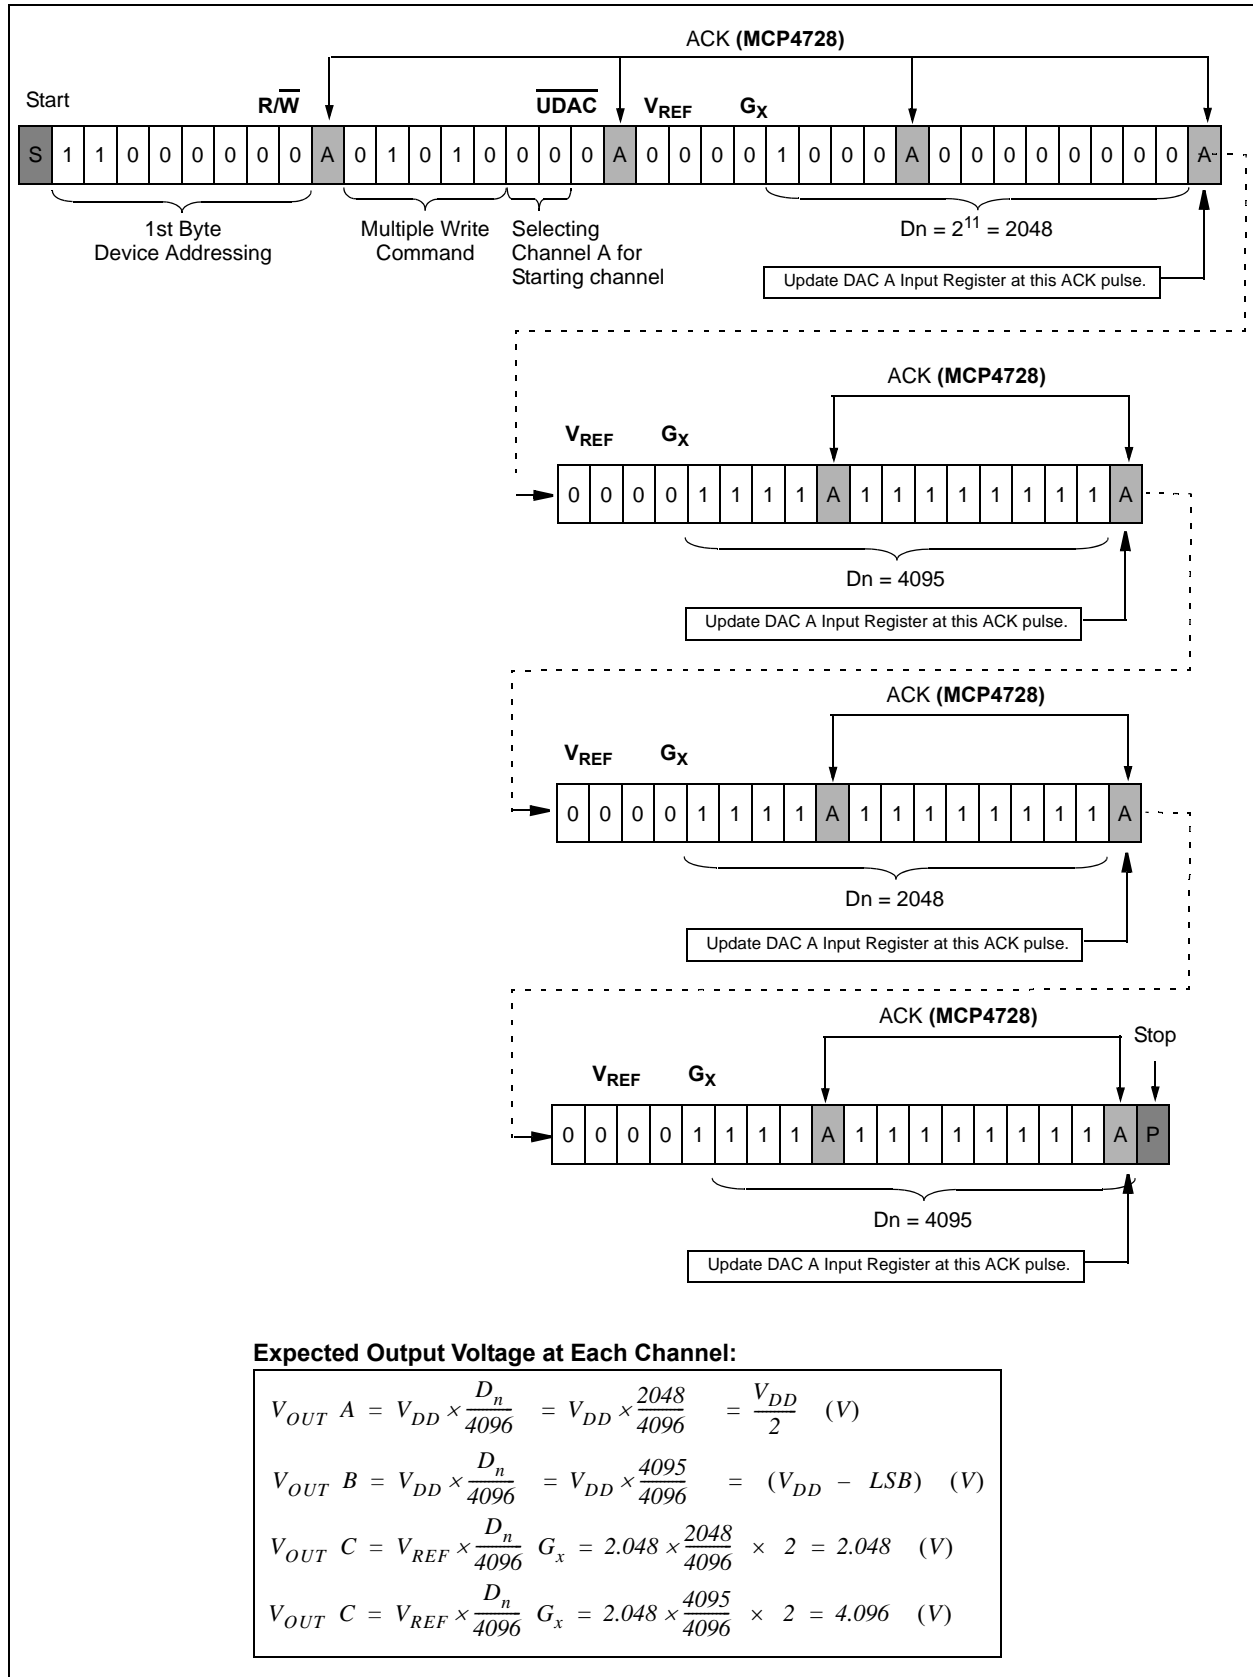 ACK (MCP4728)
Start R/W UDAC VREF GX
S 1 1 0 0 0 0 0 0 A 0 1 0 1 0 0 0 0 A 0 0 0 0 1 0 0 0 A 0 0 0 0 0 0 0 0 A
1st Byte
Device Addressing
Multiple Write
Command
Selecting
Channel A for
Starting channel
Dn = 2^11 = 2048
Update DAC A Input Register at this ACK pulse.
ACK (MCP4728)
VREF GX
0 0 0 0 1 1 1 1 A 1 1 1 1 1 1 1 1 A
Dn = 4095
Update DAC A Input Register at this ACK pulse.
ACK (MCP4728)
VREF GX
0 0 0 0 1 1 1 1 A 1 1 1 1 1 1 1 1 A
Dn = 2048
Update DAC A Input Register at this ACK pulse.
ACK (MCP4728)
Stop
VREF GX
0 0 0 0 1 1 1 1 A 1 1 1 1 1 1 1 1 A P
Dn = 4095
Update DAC A Input Register at this ACK pulse.
Expected Output Voltage at Each Channel:
VOUT A = VDD × Dn/4096 = VDD × 2048/4096 = VDD/2 (V)
VOUT B = VDD × Dn/4096 = VDD × 4095/4096 = (VDD – LSB) (V)
VOUT C = VREF × Dn/4096 Gx = 2.048 × 2048/4096 × 2 = 2.048 (V)
VOUT C = VREF × Dn/4096 Gx = 2.048 × 4095/4096 × 2 = 4.096 (V)